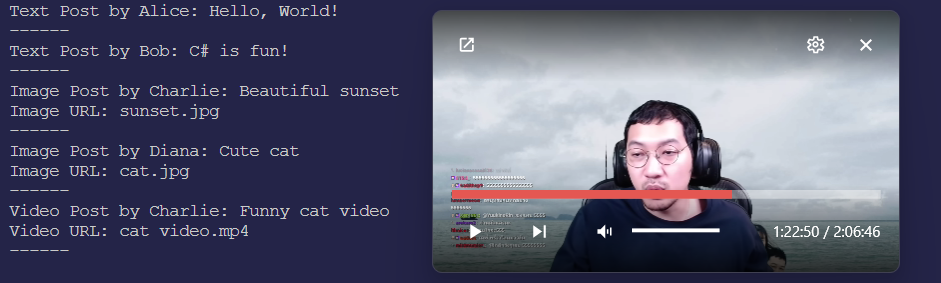 Text Post by Alice: Hello, World!
------
Text Post by Bob: C# is fun!
------
Image Post by Charlie: Beautiful sunset
Image URL: sunset.jpg
------
Image Post by Diana: Cute cat
Image URL: cat.jpg
------
Video Post by Charlie: Funny cat video
Video URL: cat video.mp4
------
1:22:50 / 2:06:46